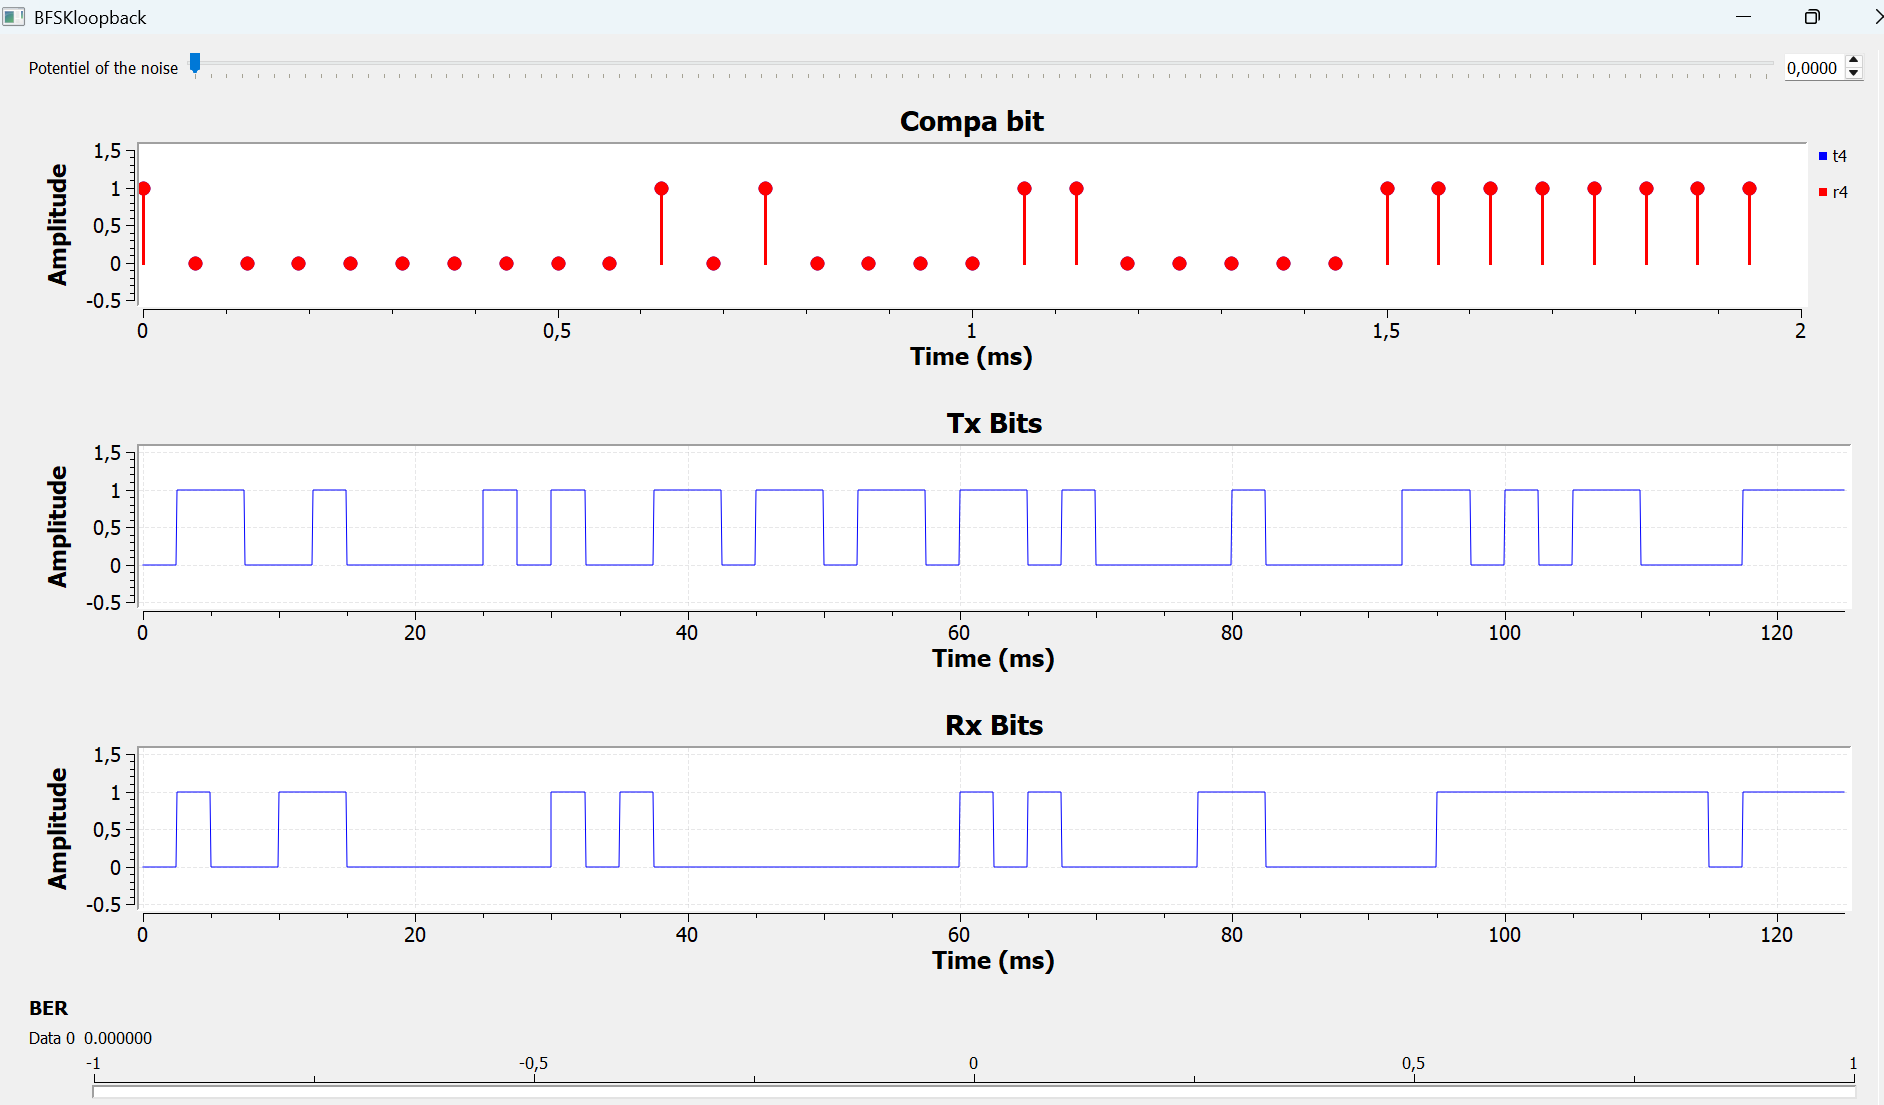 BFSKloopback
Potentiel of the noise 0,0000
Compa bit
Amplitude
1,5
1
0,5
0
-0.5
t4
r4
0 0,5 1 1,5 2
Time (ms)
Tx Bits
Amplitude
1,5
1
0,5
0
-0.5
0 20 40 60 80 100 120
Time (ms)
Rx Bits
Amplitude
1,5
1
0,5
0
-0.5
0 20 40 60 80 100 120
Time (ms)
BER
Data 0 0.000000
-1 -0,5 0 0,5 1